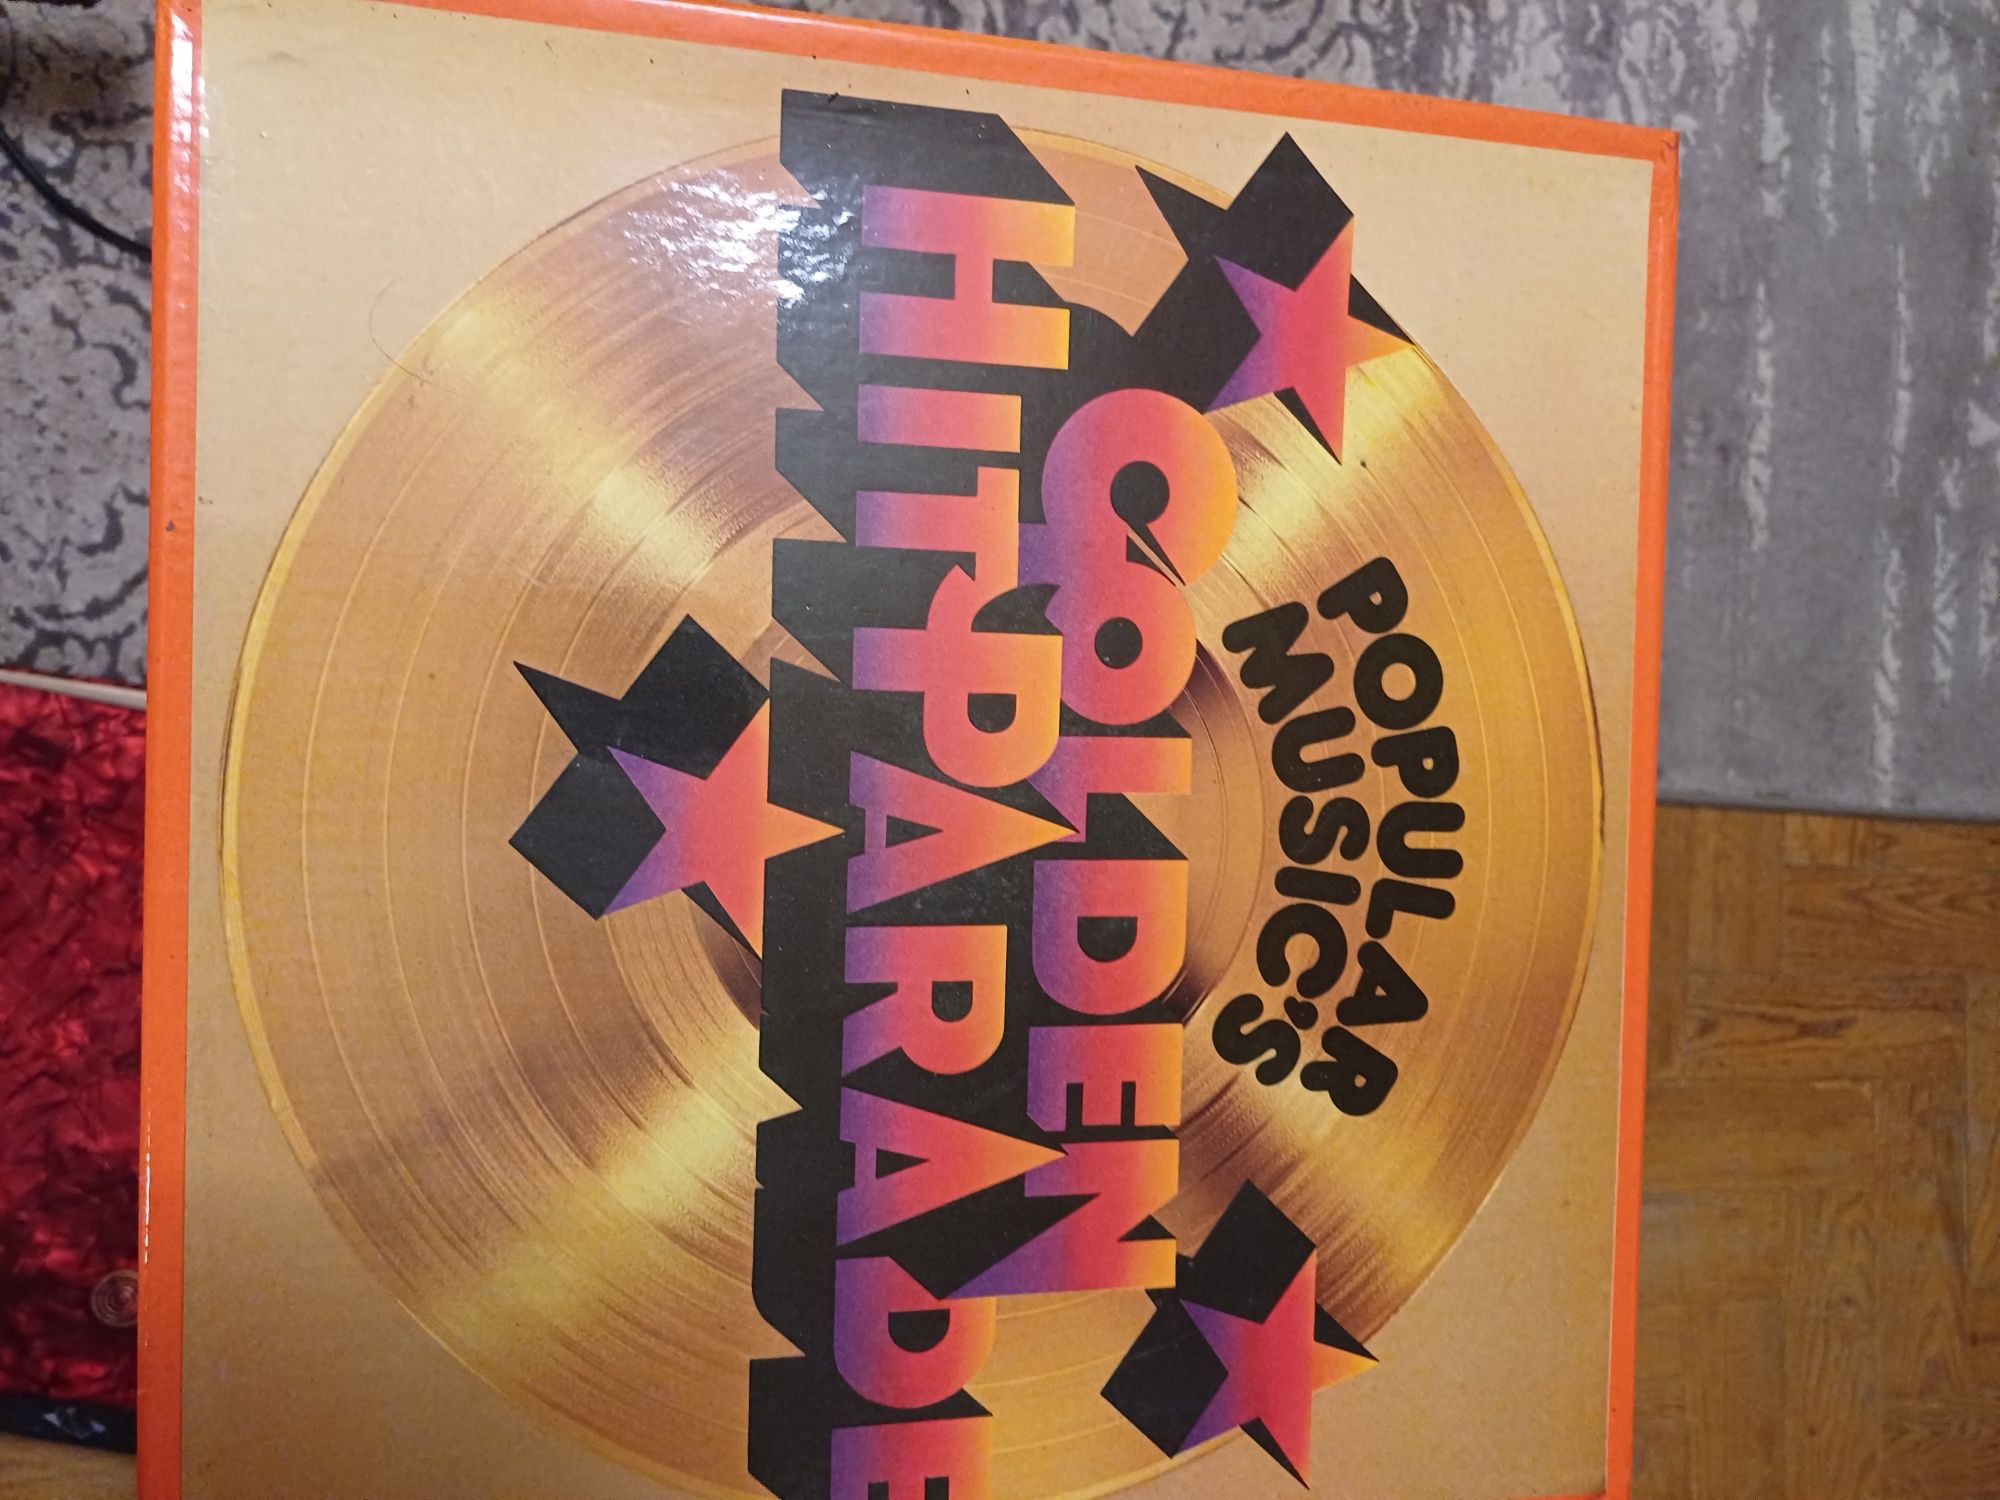 POPULAR
MUSIC'S
GOLDEN
HIT PARADE